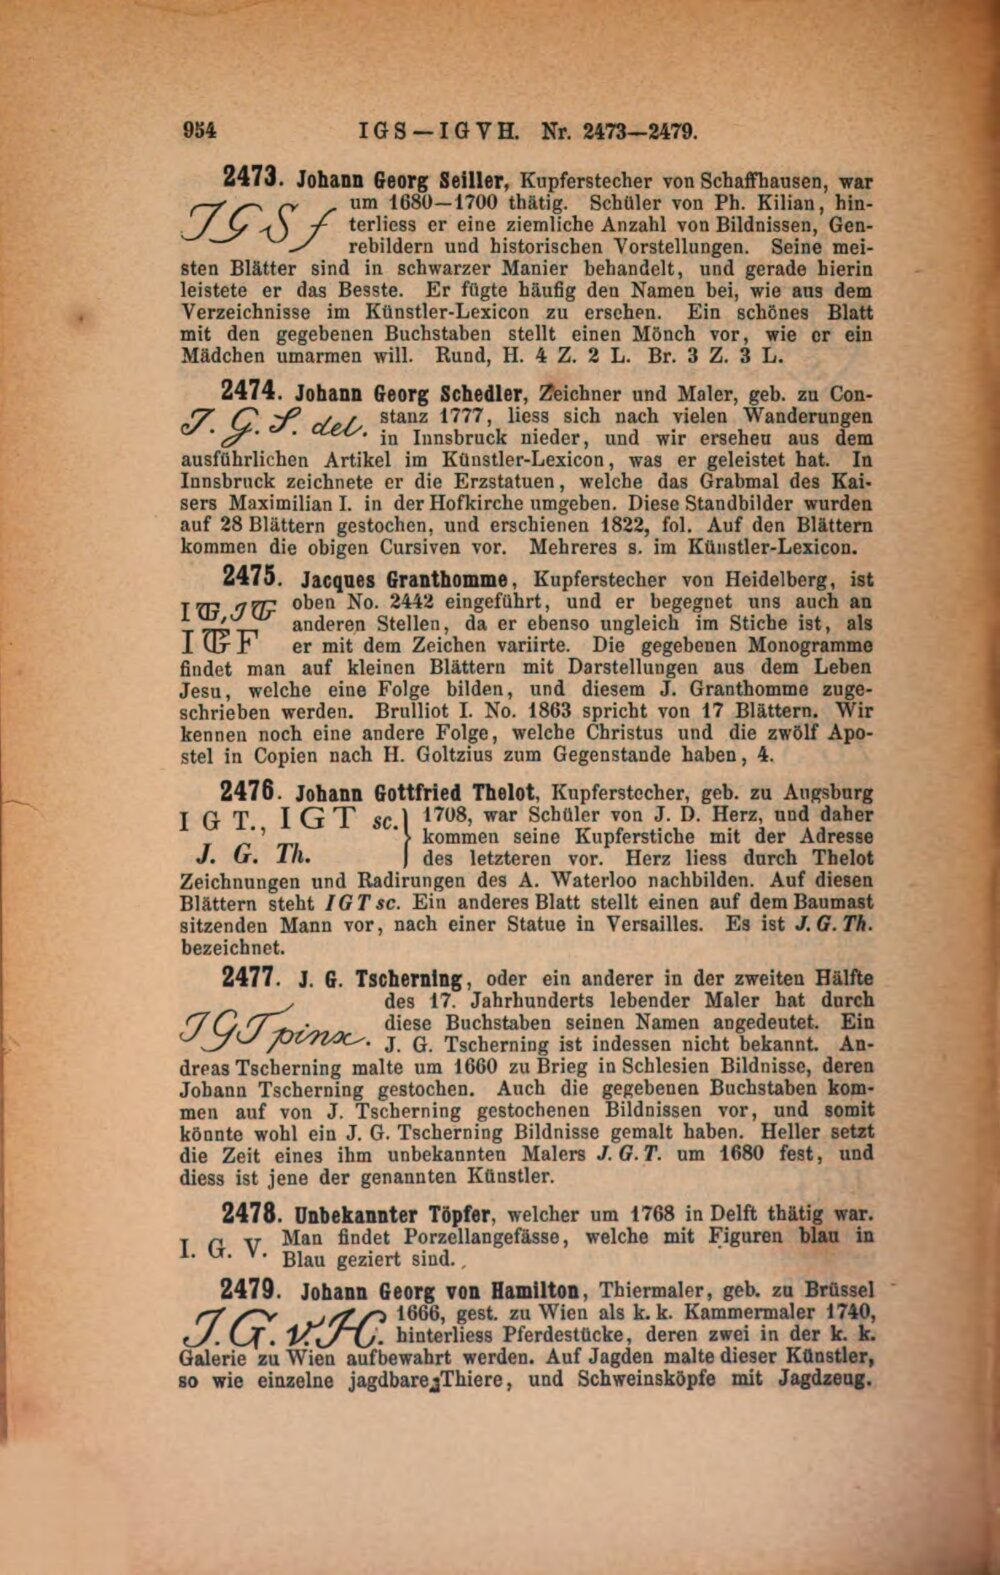 954 IGS — IGVH. Nr. 2473—2479.
2473. Johann Georg Seiller, Kupferstecher von Schaffhausen, war
JGSf um 1680—1700 thätig. Schüler von Ph. Kilian, hin-
terliess er eine ziemliche Anzahl von Bildnissen, Gen-
rebildern und historischen Vorstellungen. Seine mei-
sten Blätter sind in schwarzer Manier behandelt, und gerade hierin
leistete er das Besste. Er fügte häufig den Namen bei, wie aus dem
Verzeichnisse im Künstler-Lexicon zu ersehen. Ein schönes Blatt
mit den gegebenen Buchstaben stellt einen Mönch vor, wie er ein
Mädchen umarmen will. Rund, H. 4 Z. 2 L. Br. 3 Z. 3 L.
2474. Johann Georg Schedler, Zeichner und Maler, geb. zu Con-
J. G. S. del. stanz 1777, liess sich nach vielen Wanderungen
in Innsbruck nieder, und wir ersehen aus dem
ausführlichen Artikel im Künstler-Lexicon, was er geleistet hat. In
Innsbruck zeichnete er die Erzstatuen, welche das Grabmal des Kai-
sers Maximilian I. in der Hofkirche umgeben. Diese Standbilder wurden
auf 28 Blättern gestochen, und erschienen 1822, fol. Auf den Blättern
kommen die obigen Cursiven vor. Mehreres s. im Künstler-Lexicon.
2475. Jacques Granthomme, Kupferstecher von Heidelberg, ist
oben No. 2442 eingeführt, und er begegnet uns auch an
anderen Stellen, da er ebenso ungleich im Stiche ist, als
er mit dem Zeichen variirte. Die gegebenen Monogramme
findet man auf kleinen Blättern mit Darstellungen aus dem Leben
Jesu, welche eine Folge bilden, und diesem J. Granthomme zuge-
schrieben werden. Brulliot I. No. 1863 spricht von 17 Blättern. Wir
kennen noch eine andere Folge, welche Christus und die zwölf Apo-
stel in Copien nach H. Goltzius zum Gegenstande haben, 4.
2476. Johann Gottfried Thelot, Kupferstecher, geb. zu Augsburg
I G T., I G T sc. 1708, war Schüler von J. D. Herz, und daher
kommen seine Kupferstiche mit der Adresse
J. G. Th. des letzteren vor. Herz liess durch Thelot
Zeichnungen und Radirungen des A. Waterloo nachbilden. Auf diesen
Blättern steht IGT sc. Ein anderes Blatt stellt einen auf dem Baumast
sitzenden Mann vor, nach einer Statue in Versailles. Es ist J. G. Th.
bezeichnet.
2477. J. G. Tscherning, oder ein anderer in der zweiten Hälfte
des 17. Jahrhunderts lebender Maler hat durch
JGT pinx. diese Buchstaben seinen Namen angedeutet. Ein
J. G. Tscherning ist indessen nicht bekannt. An-
dreas Tscherning malte um 1660 zu Brieg in Schlesien Bildnisse, deren
Johann Tscherning gestochen. Auch die gegebenen Buchstaben kom-
men auf von J. Tscherning gestochenen Bildnissen vor, und somit
könnte wohl ein J. G. Tscherning Bildnisse gemalt haben. Heller setzt
die Zeit eines ihm unbekannten Malers J. G. T. um 1680 fest, und
diess ist jene der genannten Künstler.
2478. Unbekannter Töpfer, welcher um 1768 in Delft thätig war.
I. G. V. Man findet Porzellangefässe, welche mit Figuren blau in
Blau geziert sind.
2479. Johann Georg von Hamilton, Thiermaler, geb. zu Brüssel
J. G. v. H. 1666, gest. zu Wien als k. k. Kammermaler 1740,
hinterliess Pferdestücke, deren zwei in der k. k.
Galerie zu Wien aufbewahrt werden. Auf Jagden malte dieser Künstler,
so wie einzelne jagdbare Thiere, und Schweinsköpfe mit Jagdzeug.